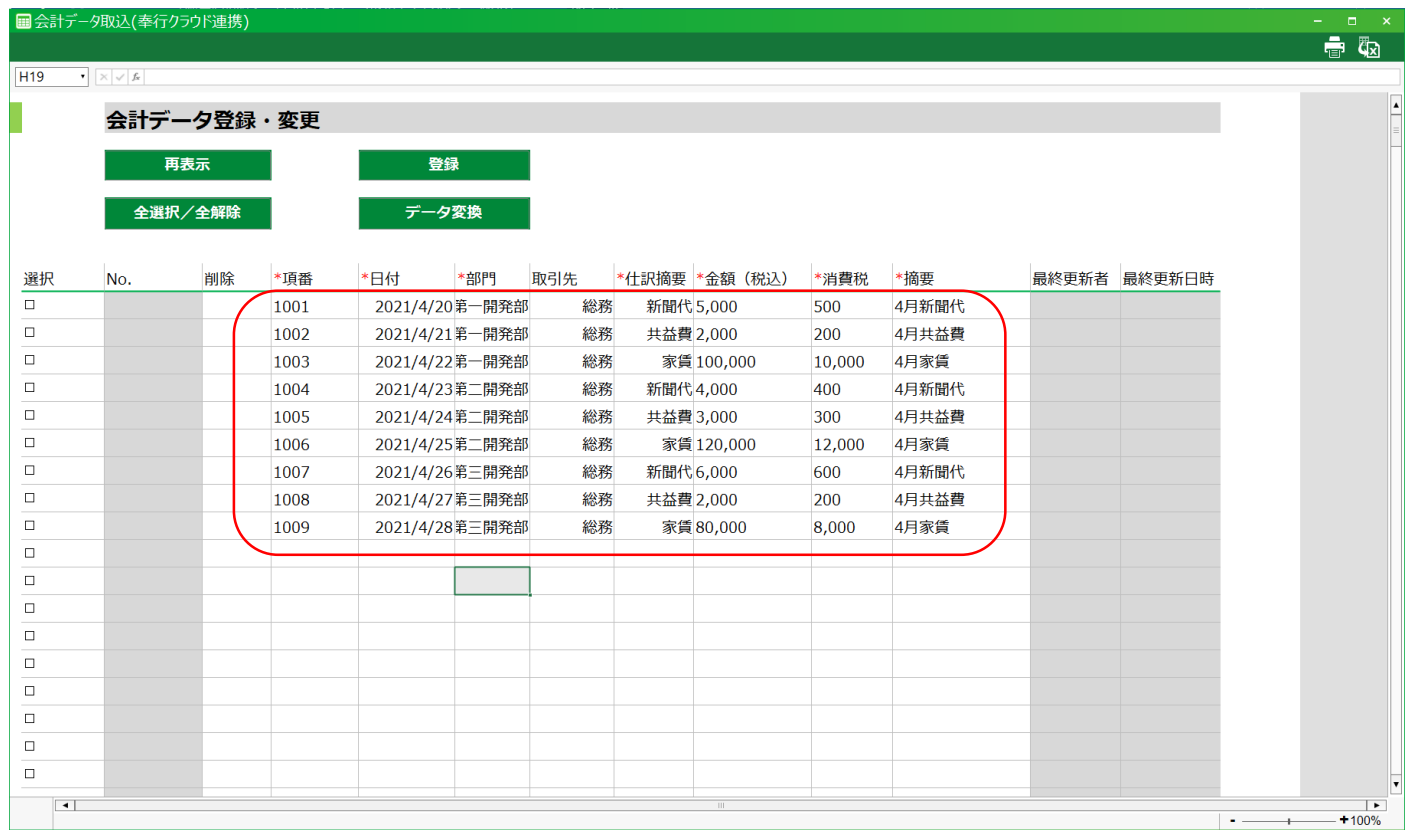 会計データ取込(奉行クラウド連携)
H19
会計データ登録・変更
再表示 登録
全選択／全解除 データ変換
選択 No. 削除 *項番 *日付 *部門 取引先 *仕訳摘要 *金額（税込） *消費税 *摘要 最終更新者 最終更新日時
1001 2021/4/20 第一開発部 総務 新聞代 5,000 500 4月新聞代
1002 2021/4/21 第一開発部 総務 共益費 2,000 200 4月共益費
1003 2021/4/22 第一開発部 総務 家賃 100,000 10,000 4月家賃
1004 2021/4/23 第二開発部 総務 新聞代 4,000 400 4月新聞代
1005 2021/4/24 第二開発部 総務 共益費 3,000 300 4月共益費
1006 2021/4/25 第二開発部 総務 家賃 120,000 12,000 4月家賃
1007 2021/4/26 第三開発部 総務 新聞代 6,000 600 4月新聞代
1008 2021/4/27 第三開発部 総務 共益費 2,000 200 4月共益費
1009 2021/4/28 第三開発部 総務 家賃 80,000 8,000 4月家賃
- + 100%